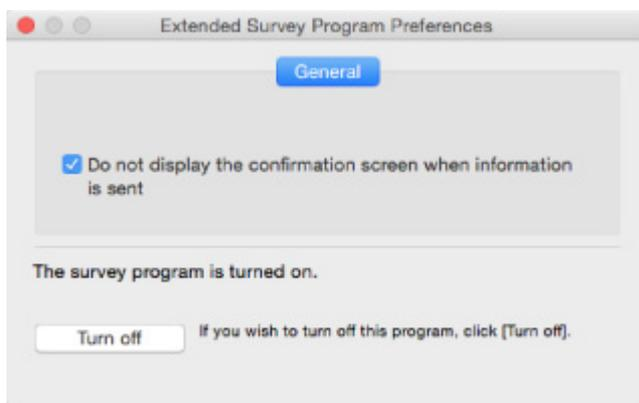 Extended Survey Program Preferences
General
Do not display the confirmation screen when information
is sent
The survey program is turned on.
Turn off
If you wish to turn off this program, click [Turn off].